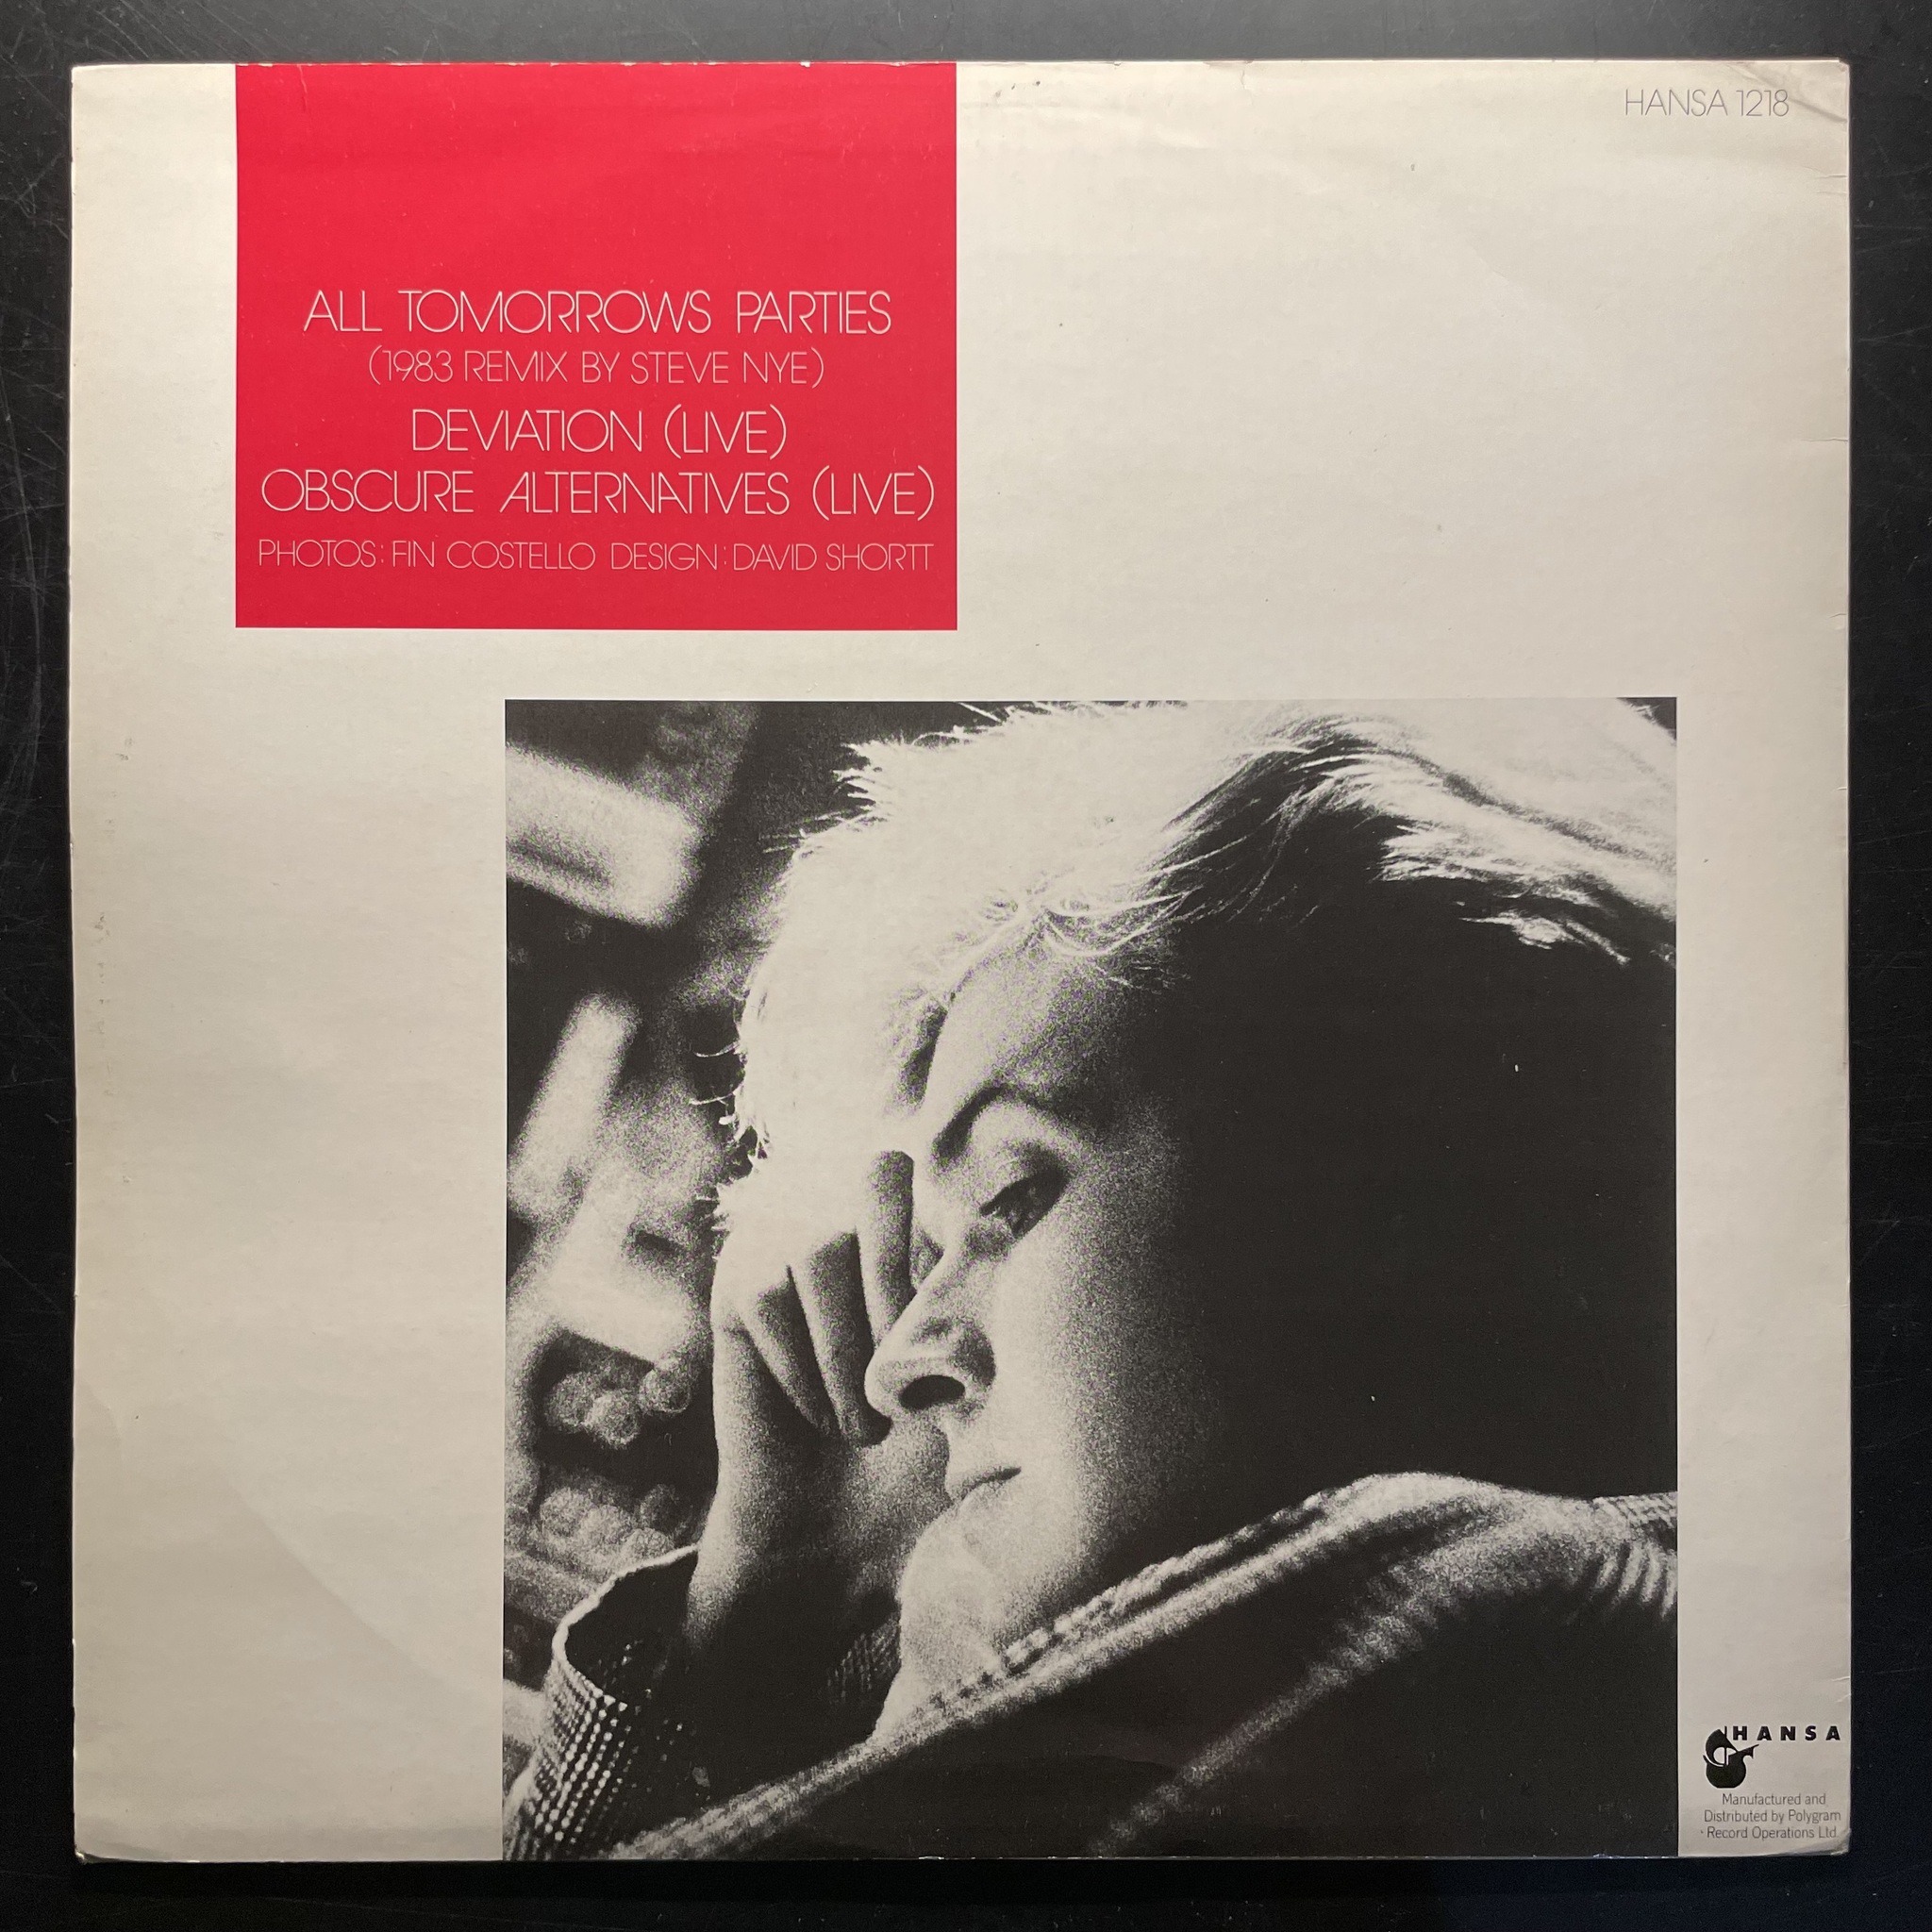 HANSA 1218
ALL TOMORROWS PARTIES
(1983 REMIX BY STEVE NYE)
DEVIATION (LIVE)
OBSCURE ALTERNATIVES (LIVE)
PHOTOS: FIN COSTELLO DESIGN: DAVID SHORTT
HANSA
Manufactured and
Distributed by Polygram
Record Operations Ltd